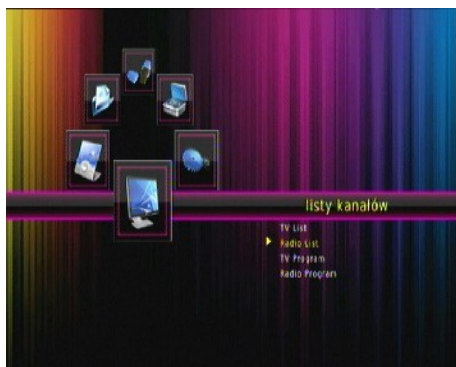 listy kanałów
TV List
Radio List
TV Program
Radio Program